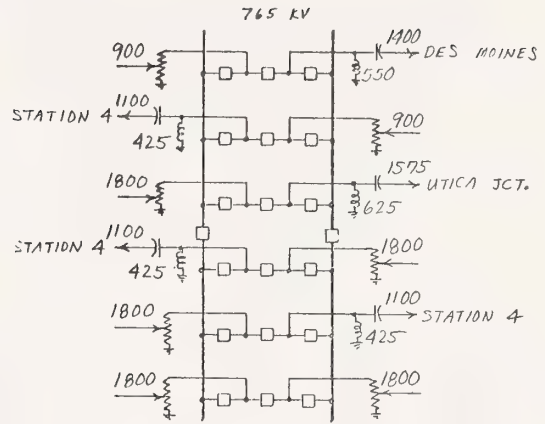 765 KV
900
1400
DES MOINES
550
STATION 4
1100
425
900
1800
1575
UTICA JCT.
625
STATION 4
1100
425
1800
1800
1100
STATION 4
425
1800
1800